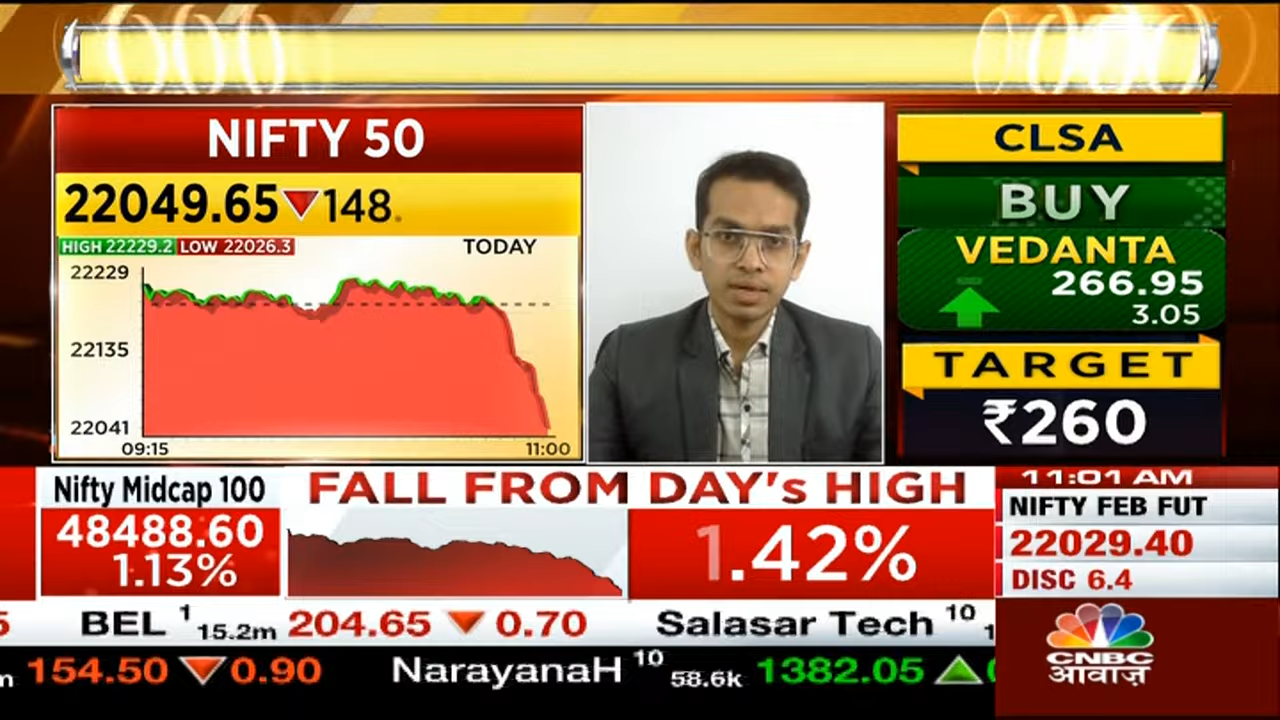 NIFTY 50
22049.65 148.
HIGH 22229.2 LOW 22026.3 TODAY
22229
22135
22041
09:15 11:00
CLSA
BUY
VEDANTA
266.95
3.05
TARGET
₹260
Nifty Midcap 100
48488.60
1.13%
FALL FROM DAY's HIGH
1.42%
11:01 AM
NIFTY FEB FUT
22029.40
DISC 6.4
5 BEL 1 15.2m 204.65 0.70 Salasar Tech 10 1
m 154.50 0.90 NarayanaH 10 58.6k 1382.05
CNBC
आवाज़